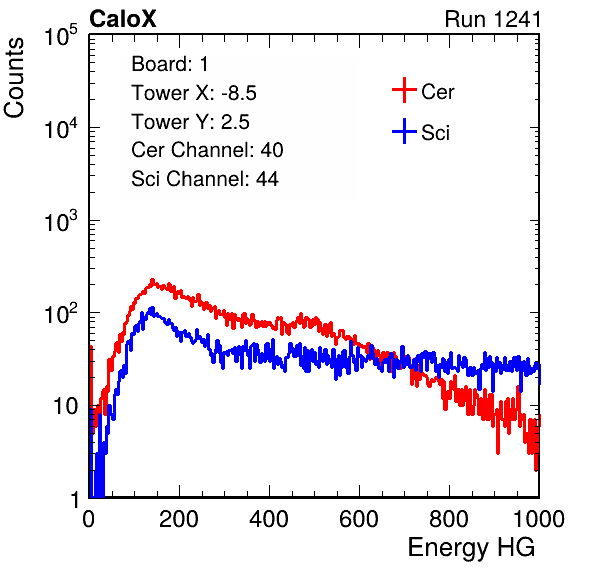 CaloX Run 1241
Counts
10^5
10^4
10^3
10^2
10
1
Board: 1
Tower X: -8.5
Tower Y: 2.5
Cer Channel: 40
Sci Channel: 44
Cer
Sci
0 200 400 600 800 1000
Energy HG